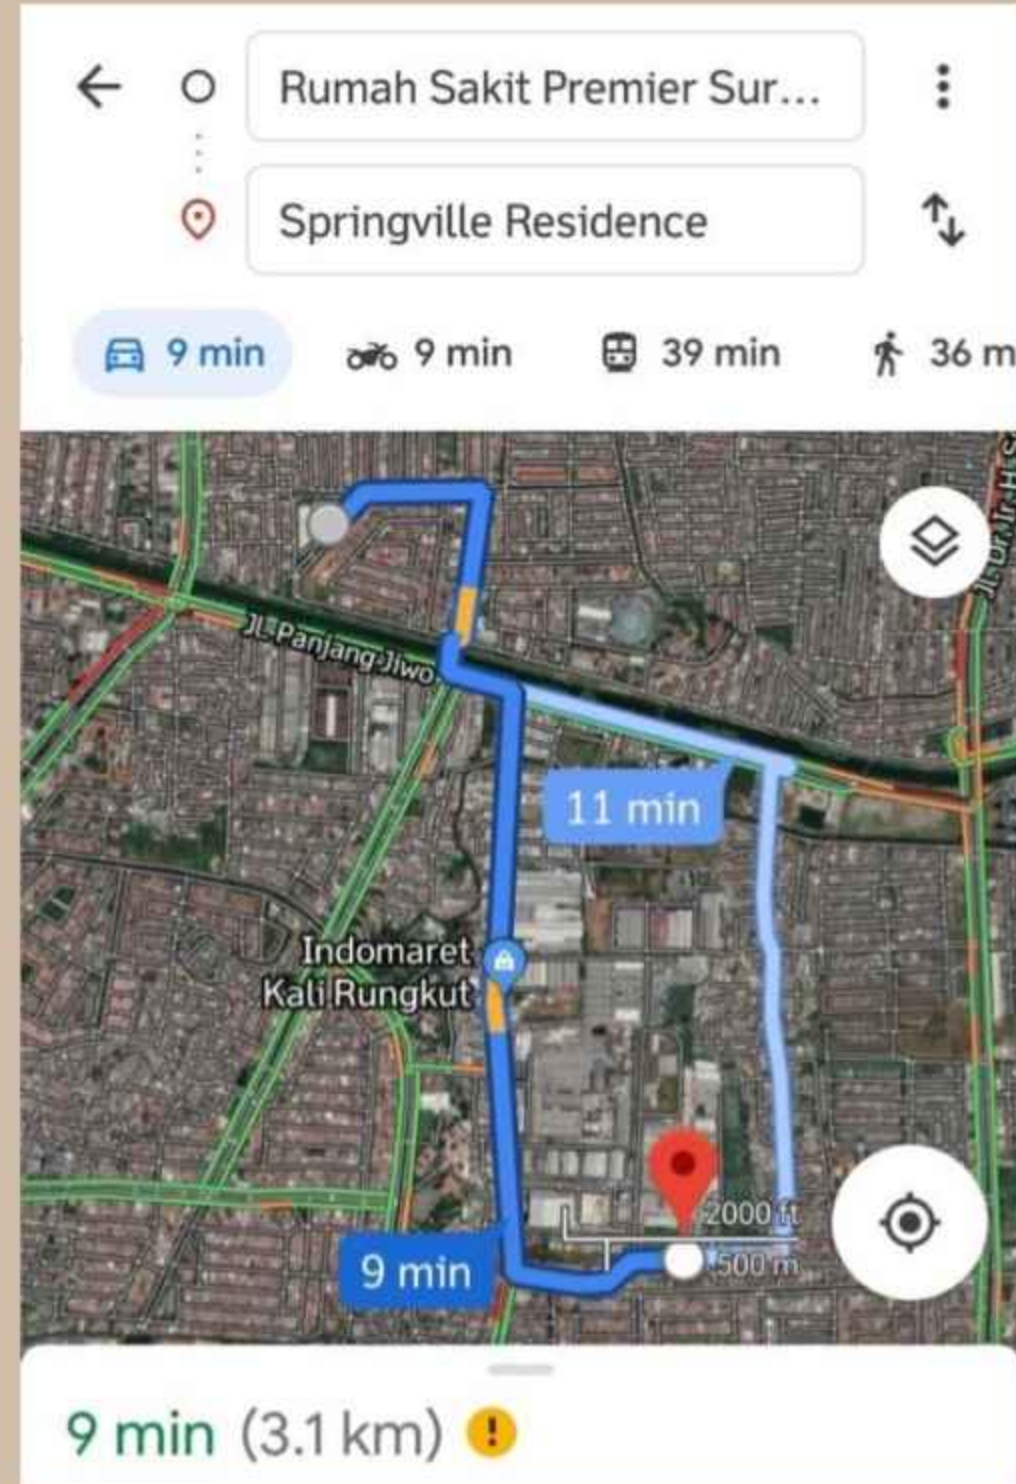 Rumah Sakit Premier Sur...
Springville Residence
9 min
9 min
39 min
36 m
JL. Panjang Jiwo
11 min
Indomaret
Kali Rungkut
2000 ft
500 m
9 min
9 min (3.1 km)